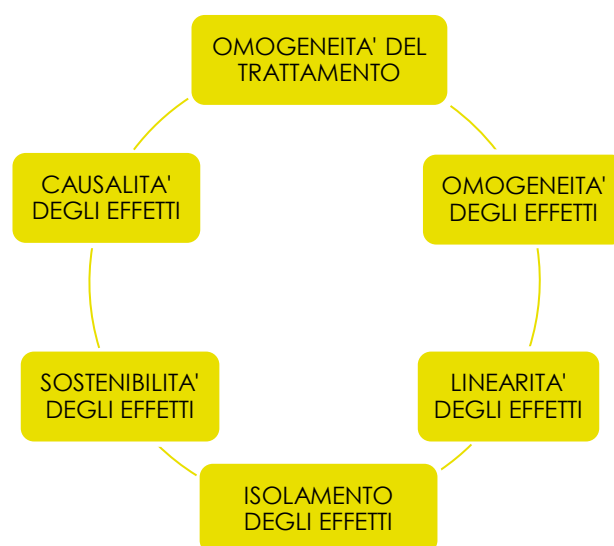 OMOGENEITA' DEL
TRATTAMENTO
OMOGENEITA'
DEGLI EFFETTI
LINEARITA'
DEGLI EFFETTI
ISOLAMENTO
DEGLI EFFETTI
SOSTENIBILITA'
DEGLI EFFETTI
CAUSALITA'
DEGLI EFFETTI